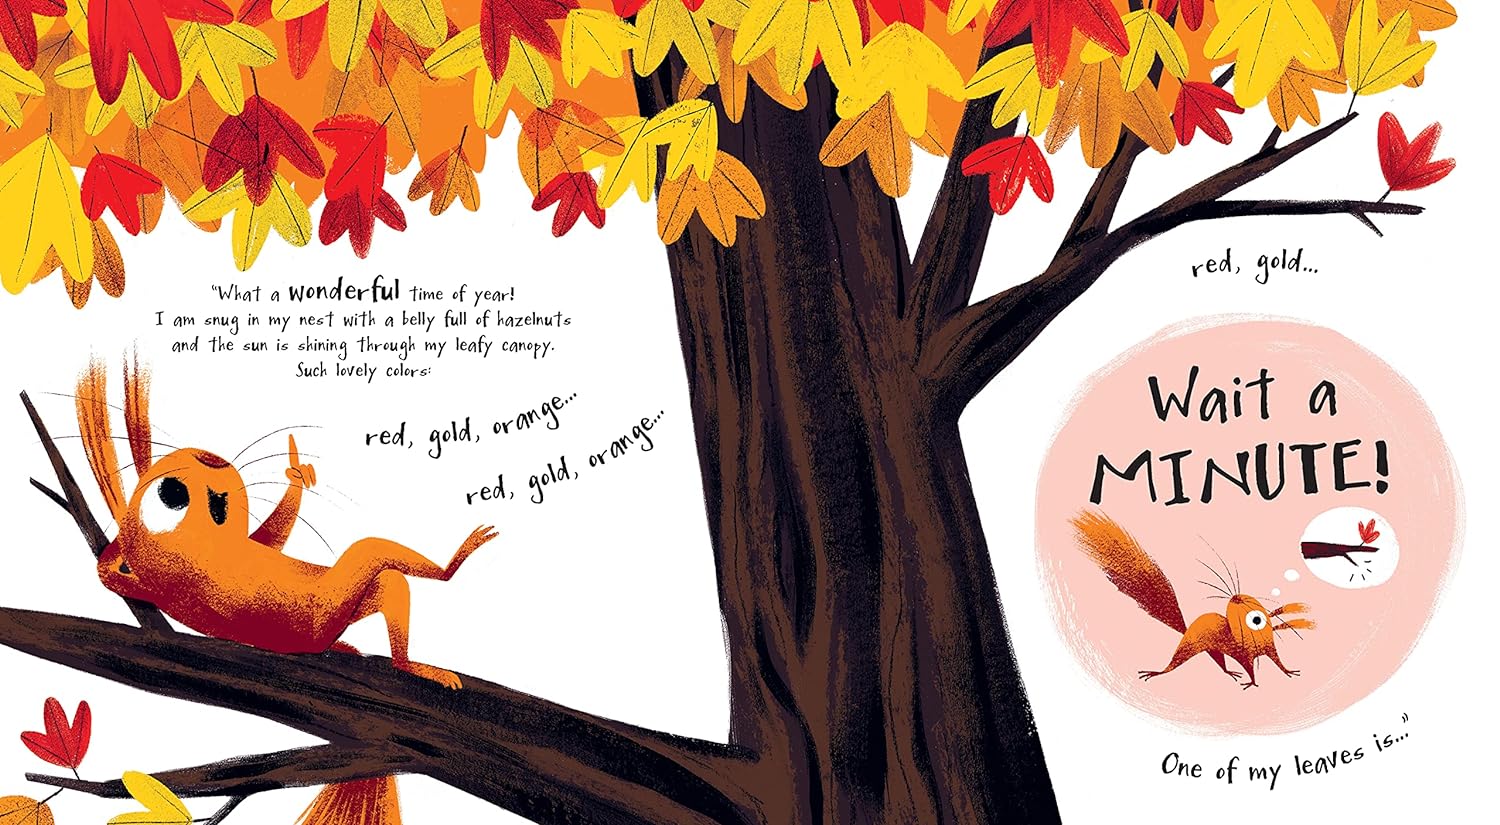 “What a wonderful time of year!
I am snug in my nest with a belly full of hazelnuts
and the sun is shining through my leafy canopy.
Such lovely colors:
red, gold, orange...
red, gold, orange...
red, gold...
Wait a
MINUTE!
One of my leaves is...”